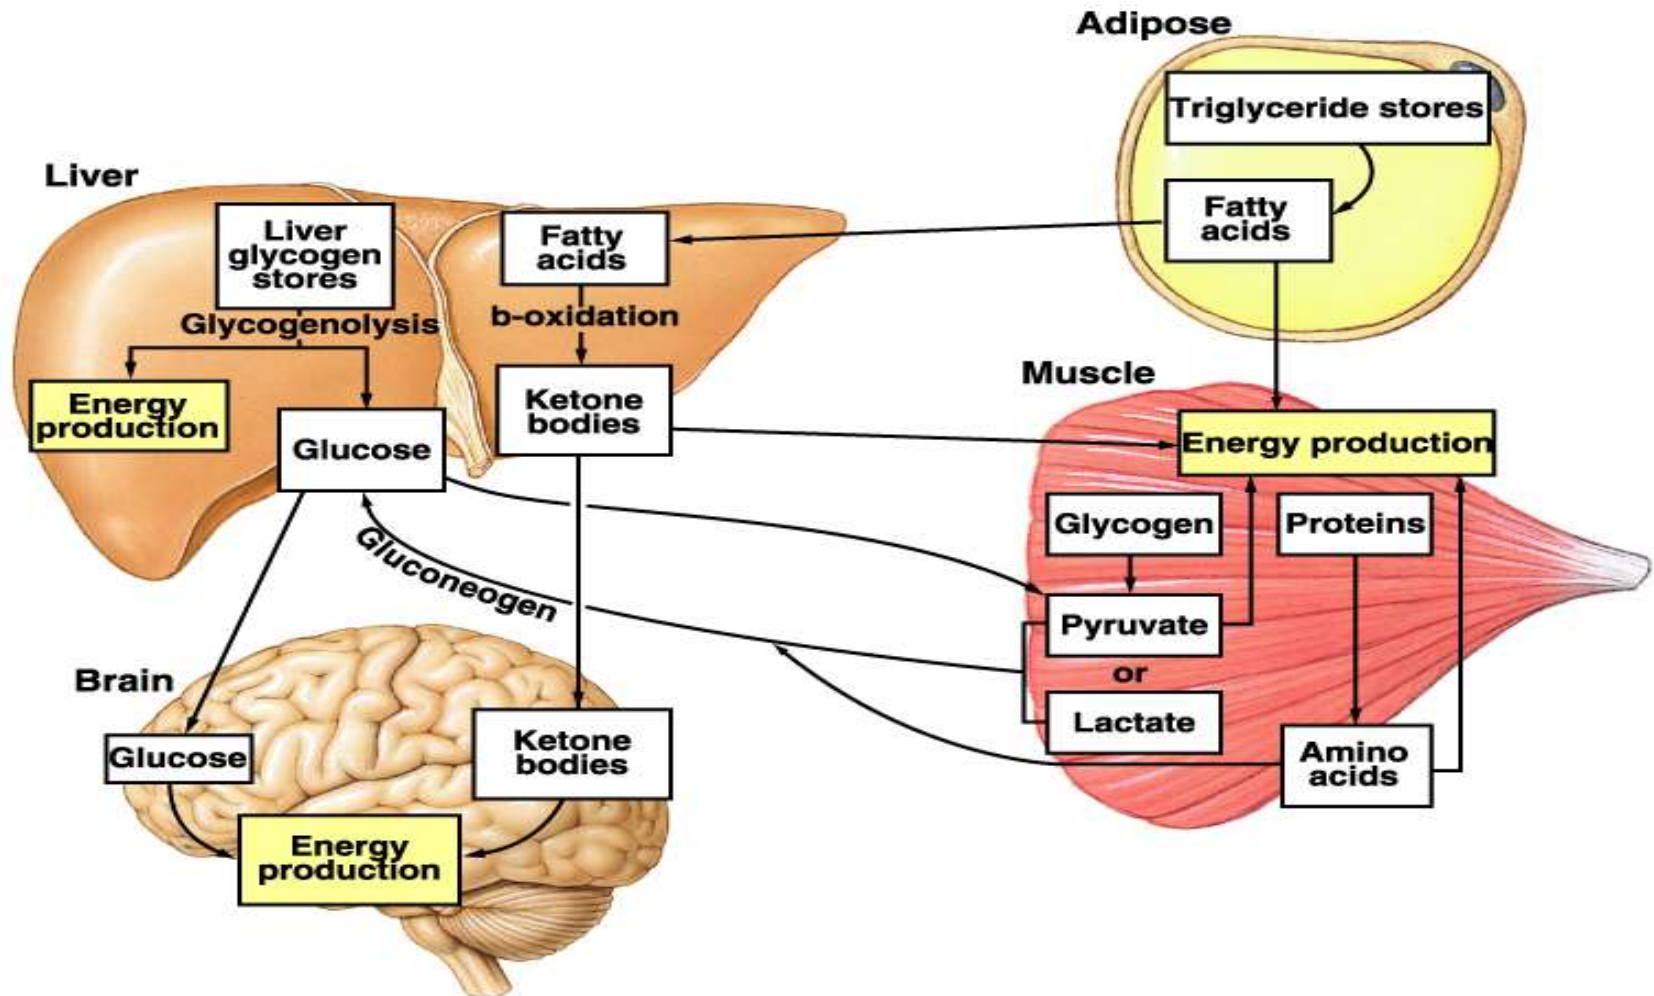 Adipose
Triglyceride stores
Fatty
acids
Liver
Liver
glycogen
stores
Glycogenolysis
Energy
production
Glucose
Fatty
acids
b-oxidation
Ketone
bodies
Gluconeogen
Muscle
Energy production
Glycogen
Proteins
Pyruvate
or
Lactate
Amino
acids
Brain
Glucose
Ketone
bodies
Energy
production